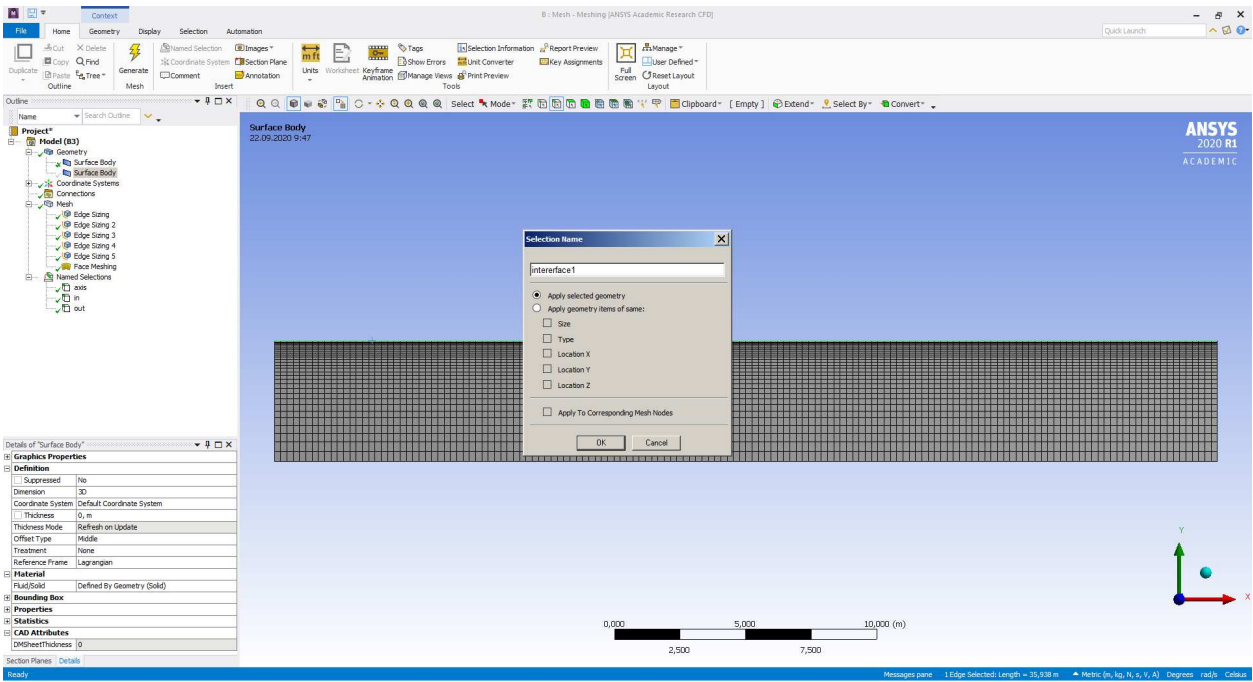 Context
B : Mesh - Meshing [ANSYS Academic Research CFD]
File Home Geometry Display Selection Automation
Quick Launch
Duplicate
Cut
Copy
Paste
Delete
Find
Tree
Outline
Generate
Mesh
Named Selection
Coordinate System
Comment
Images
Section Plane
Annotation
Insert
Units
Worksheet
Keyframe
Animation
Tags
Show Errors
Manage Views
Selection Information
Unit Converter
Print Preview
Report Preview
Key Assignments
Tools
Full
Screen
Manage
User Defined
Reset Layout
Layout
Outline
Name Search Outline
Select Mode Clipboard [ Empty ] Extend Select By Convert
Project*
Model (B3)
Geometry
Surface Body
Surface Body
Coordinate Systems
Connections
Mesh
Edge Sizing
Edge Sizing 2
Edge Sizing 3
Edge Sizing 4
Edge Sizing 5
Face Meshing
Named Selections
axis
in
out
Surface Body
22.09.2020 9:47
ANSYS
2020 R1
ACADEMIC
Selection Name
intererface1
Apply selected geometry
Apply geometry items of same:
Size
Type
Location X
Location Y
Location Z
Apply To Corresponding Mesh Nodes
OK Cancel
Details of "Surface Body"
Graphics Properties
Definition
Suppressed No
Dimension 3D
Coordinate System Default Coordinate System
Thickness 0, m
Thickness Mode Refresh on Update
Offset Type Middle
Treatment None
Reference Frame Lagrangian
Material
Fluid/Solid Defined By Geometry (Solid)
Bounding Box
Properties
Statistics
CAD Attributes
DMSheetThickness 0
Section Planes Details
0,000 5,000 10,000 (m)
2,500 7,500
Y
X
Ready
Messages pane 1 Edge Selected: Length = 35,938 m Metric (m, kg, N, s, V, A) Degrees rad/s Celsius